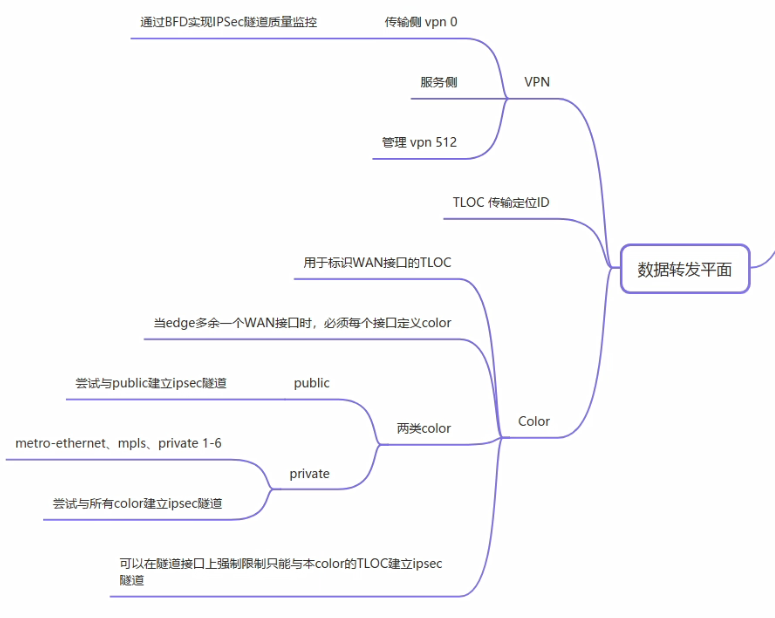 通过BFD实现IPSec隧道质量监控
传输侧 vpn 0
服务侧
VPN
管理 vpn 512
TLOC 传输定位ID
用于标识WAN接口的TLOC
数据转发平面
当edge多余一个WAN接口时，必须每个接口定义color
尝试与public建立ipsec隧道
public
Color
两类color
metro-ethernet、mpls、private 1-6
private
尝试与所有color建立ipsec隧道
可以在隧道接口上强制限制只能与本color的TLOC建立ipsec
隧道